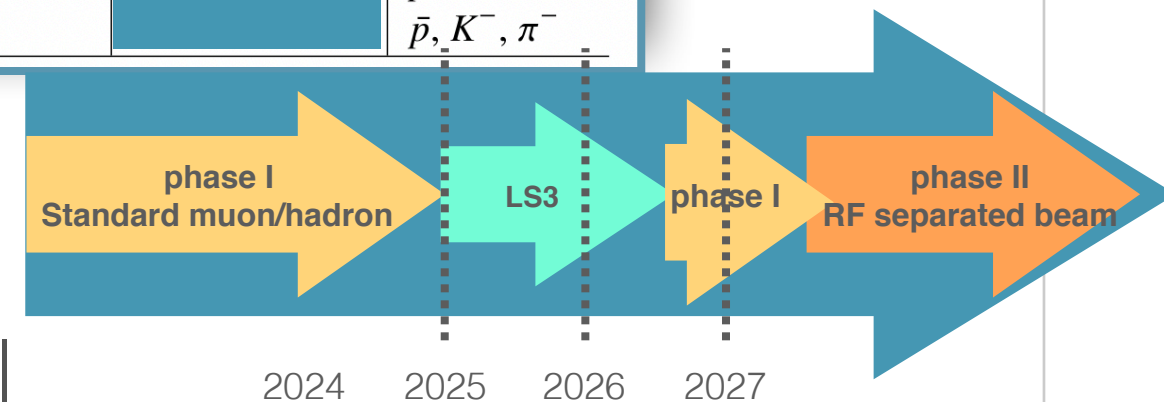 p̄, K⁻, π⁻
phase I
Standard muon/hadron
LS3
phase I
phase II
RF separated beam
2024 2025 2026 2027